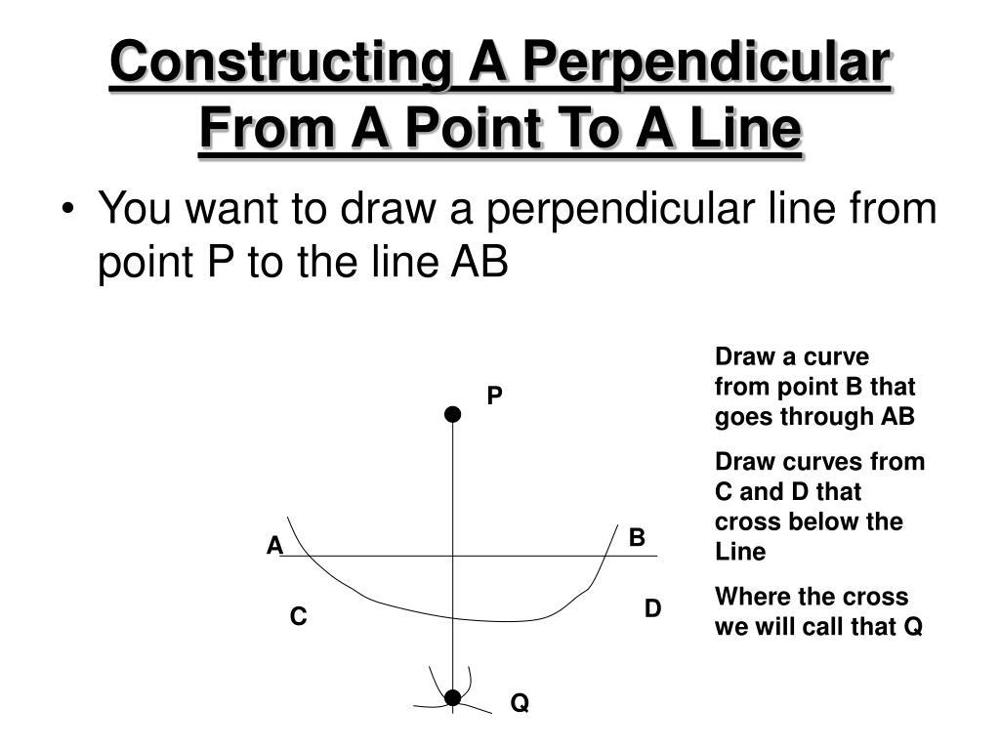 Constructing A Perpendicular
From A Point To A Line
• You want to draw a perpendicular line from
point P to the line AB
Draw a curve
from point B that
goes through AB
Draw curves from
C and D that
cross below the
Line
Where the cross
we will call that Q
P
A
B
C
D
Q